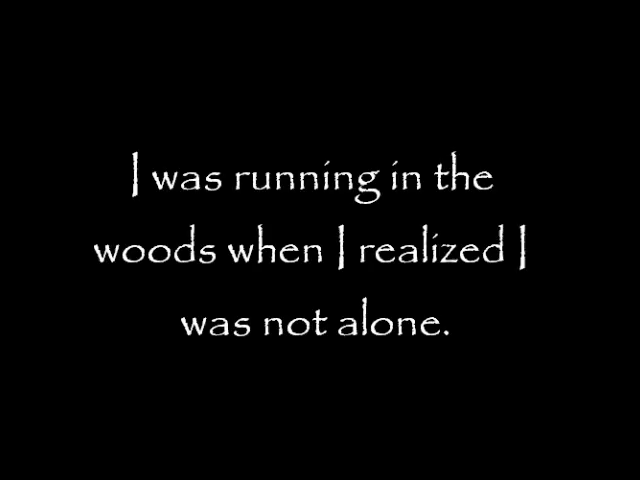 I was running in the
woods when I realized I
was not alone.